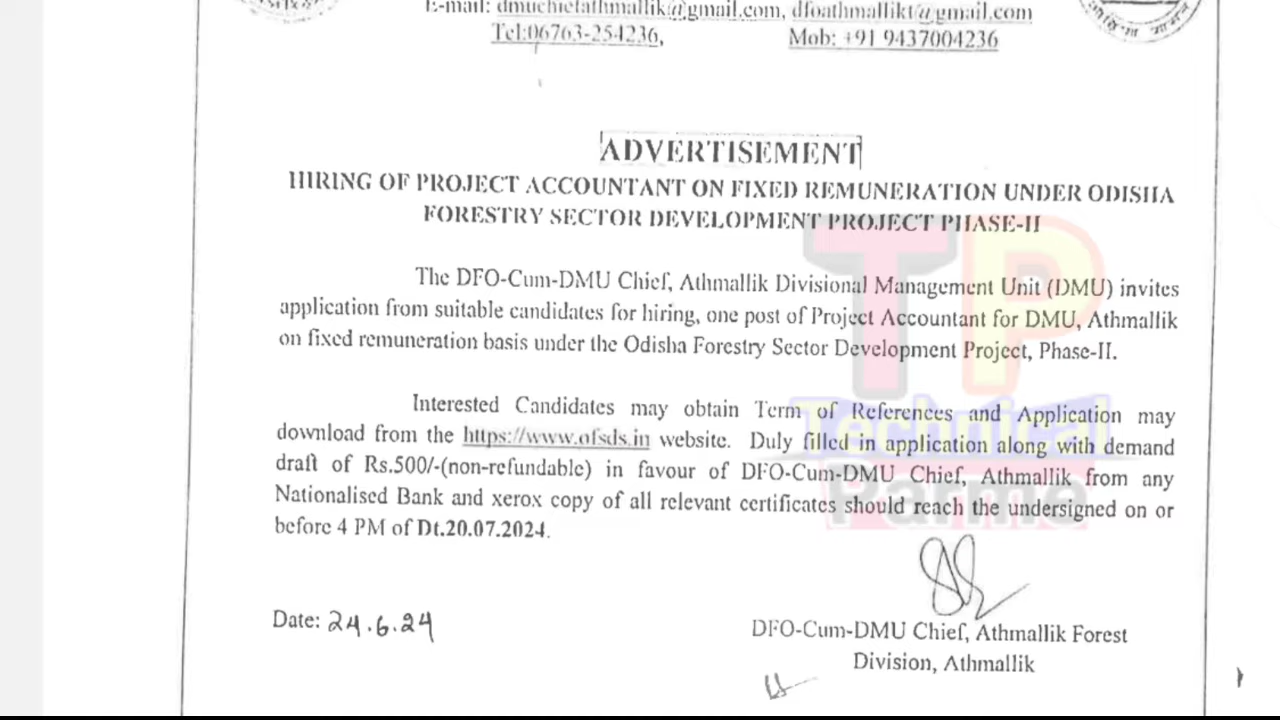 E-mail: dmuchiefathmallik@gmail.com, dfoathmallikt@gmail.com
Tel:06763-254236, Mob: +91 9437004236
ADVERTISEMENT
HIRING OF PROJECT ACCOUNTANT ON FIXED REMUNERATION UNDER ODISHA
FORESTRY SECTOR DEVELOPMENT PROJECT PHASE-II
The DFO-Cum-DMU Chief, Athmallik Divisional Management Unit (DMU) invites
application from suitable candidates for hiring, one post of Project Accountant for DMU, Athmallik
on fixed remuneration basis under the Odisha Forestry Sector Development Project, Phase-II.
Interested Candidates may obtain Term of References and Application may
download from the https://www.ofsds.in website. Duly filled in application along with demand
draft of Rs.500/-(non-refundable) in favour of DFO-Cum-DMU Chief, Athmallik from any
Nationalised Bank and xerox copy of all relevant certificates should reach the undersigned on or
before 4 PM of Dt.20.07.2024.
Date: 24.6.24
DFO-Cum-DMU Chief, Athmallik Forest
Division, Athmallik
TP
Technical
Parme